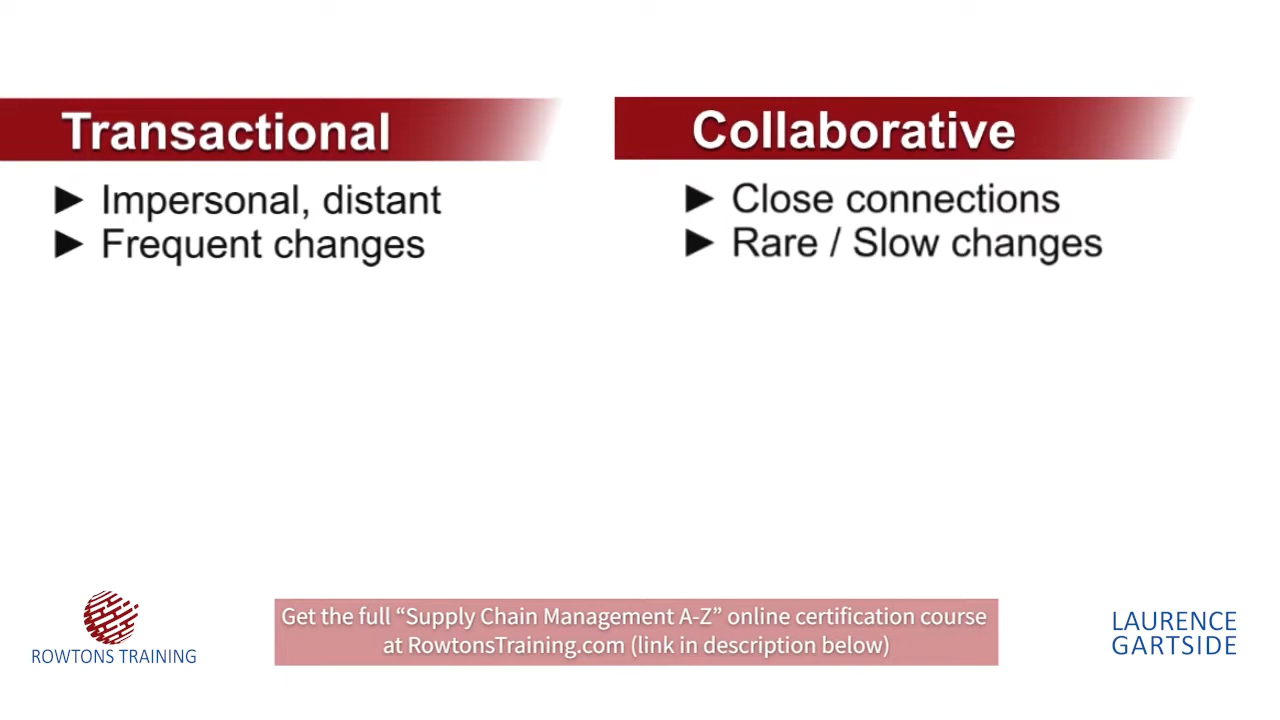 Transactional
► Impersonal, distant
► Frequent changes
Collaborative
► Close connections
► Rare / Slow changes
ROWTONS TRAINING
Get the full “Supply Chain Management A-Z” online certification course
at RowtonsTraining.com (link in description below)
LAURENCE
GARTSIDE